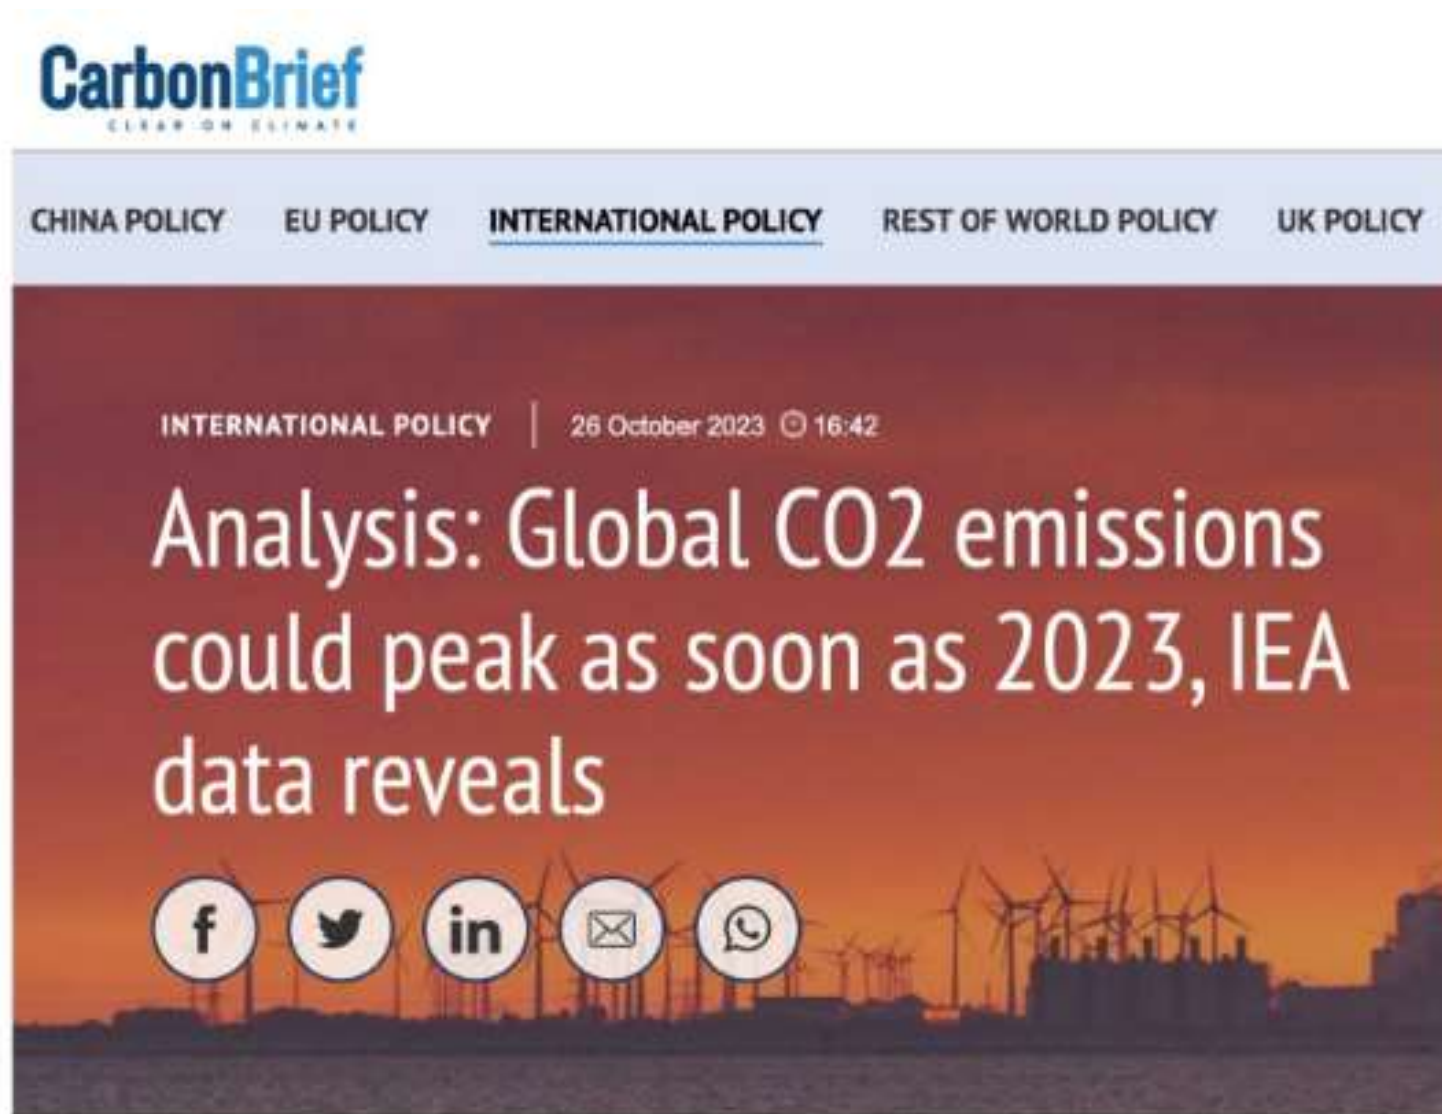 CarbonBrief
CLEAR ON CLIMATE
CHINA POLICY EU POLICY INTERNATIONAL POLICY REST OF WORLD POLICY UK POLICY
INTERNATIONAL POLICY | 26 October 2023 16:42
Analysis: Global CO2 emissions
could peak as soon as 2023, IEA
data reveals
f in